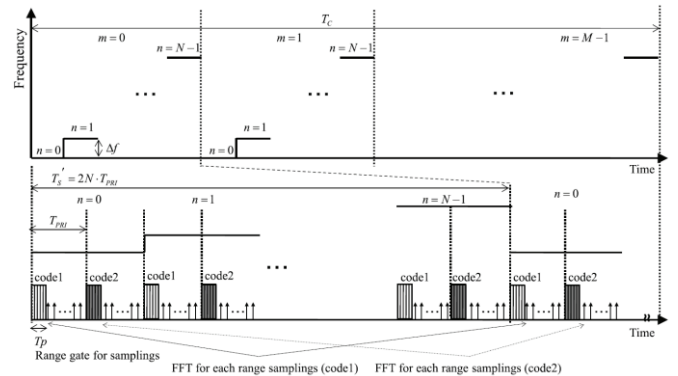 T_C
m=0 n=N−1 m=1 n=N−1 m=M−1
Frequency
... ... ...
n=1 n=1
n=0 Δf n=0
Time
T_S' = 2N·T_PRI
n=0 n=1 n=N−1 n=0
T_PRI
...
code1 code2 code1 code2 code1 code2 code1 code2
Time
Tp
Range gate for samplings
FFT for each range samplings (code1) FFT for each range samplings (code2)